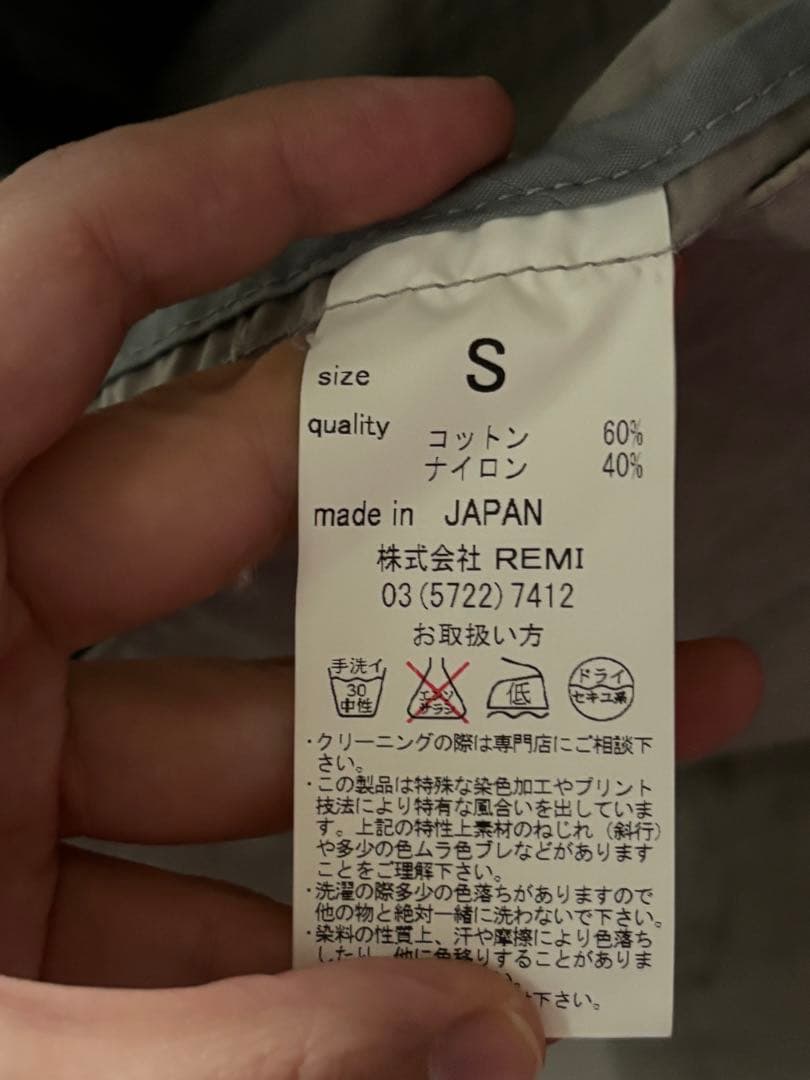 size S
quality コットン 60%
ナイロン 40%
made in JAPAN
株式会社 REMI
03(5722)7412
お取扱い方
手洗イ 30 中性 エンソ サラシ 低 ドライ セキユ系
・クリーニングの際は専門店にご相談下
さい。
・この製品は特殊な染色加工やプリント
技法により特有な風合いを出していま
す。上記の特性上素材のねじれ（斜行）
や多少の色ムラ色ブレなどがあります
ことをご理解下さい。
・洗濯の際多少の色落ちがありますので
他の物と絶対一緒に洗わないで下さい。
・染料の性質上、汗や摩擦により色落ち
したり、他に色移りすることがありま
下さい。